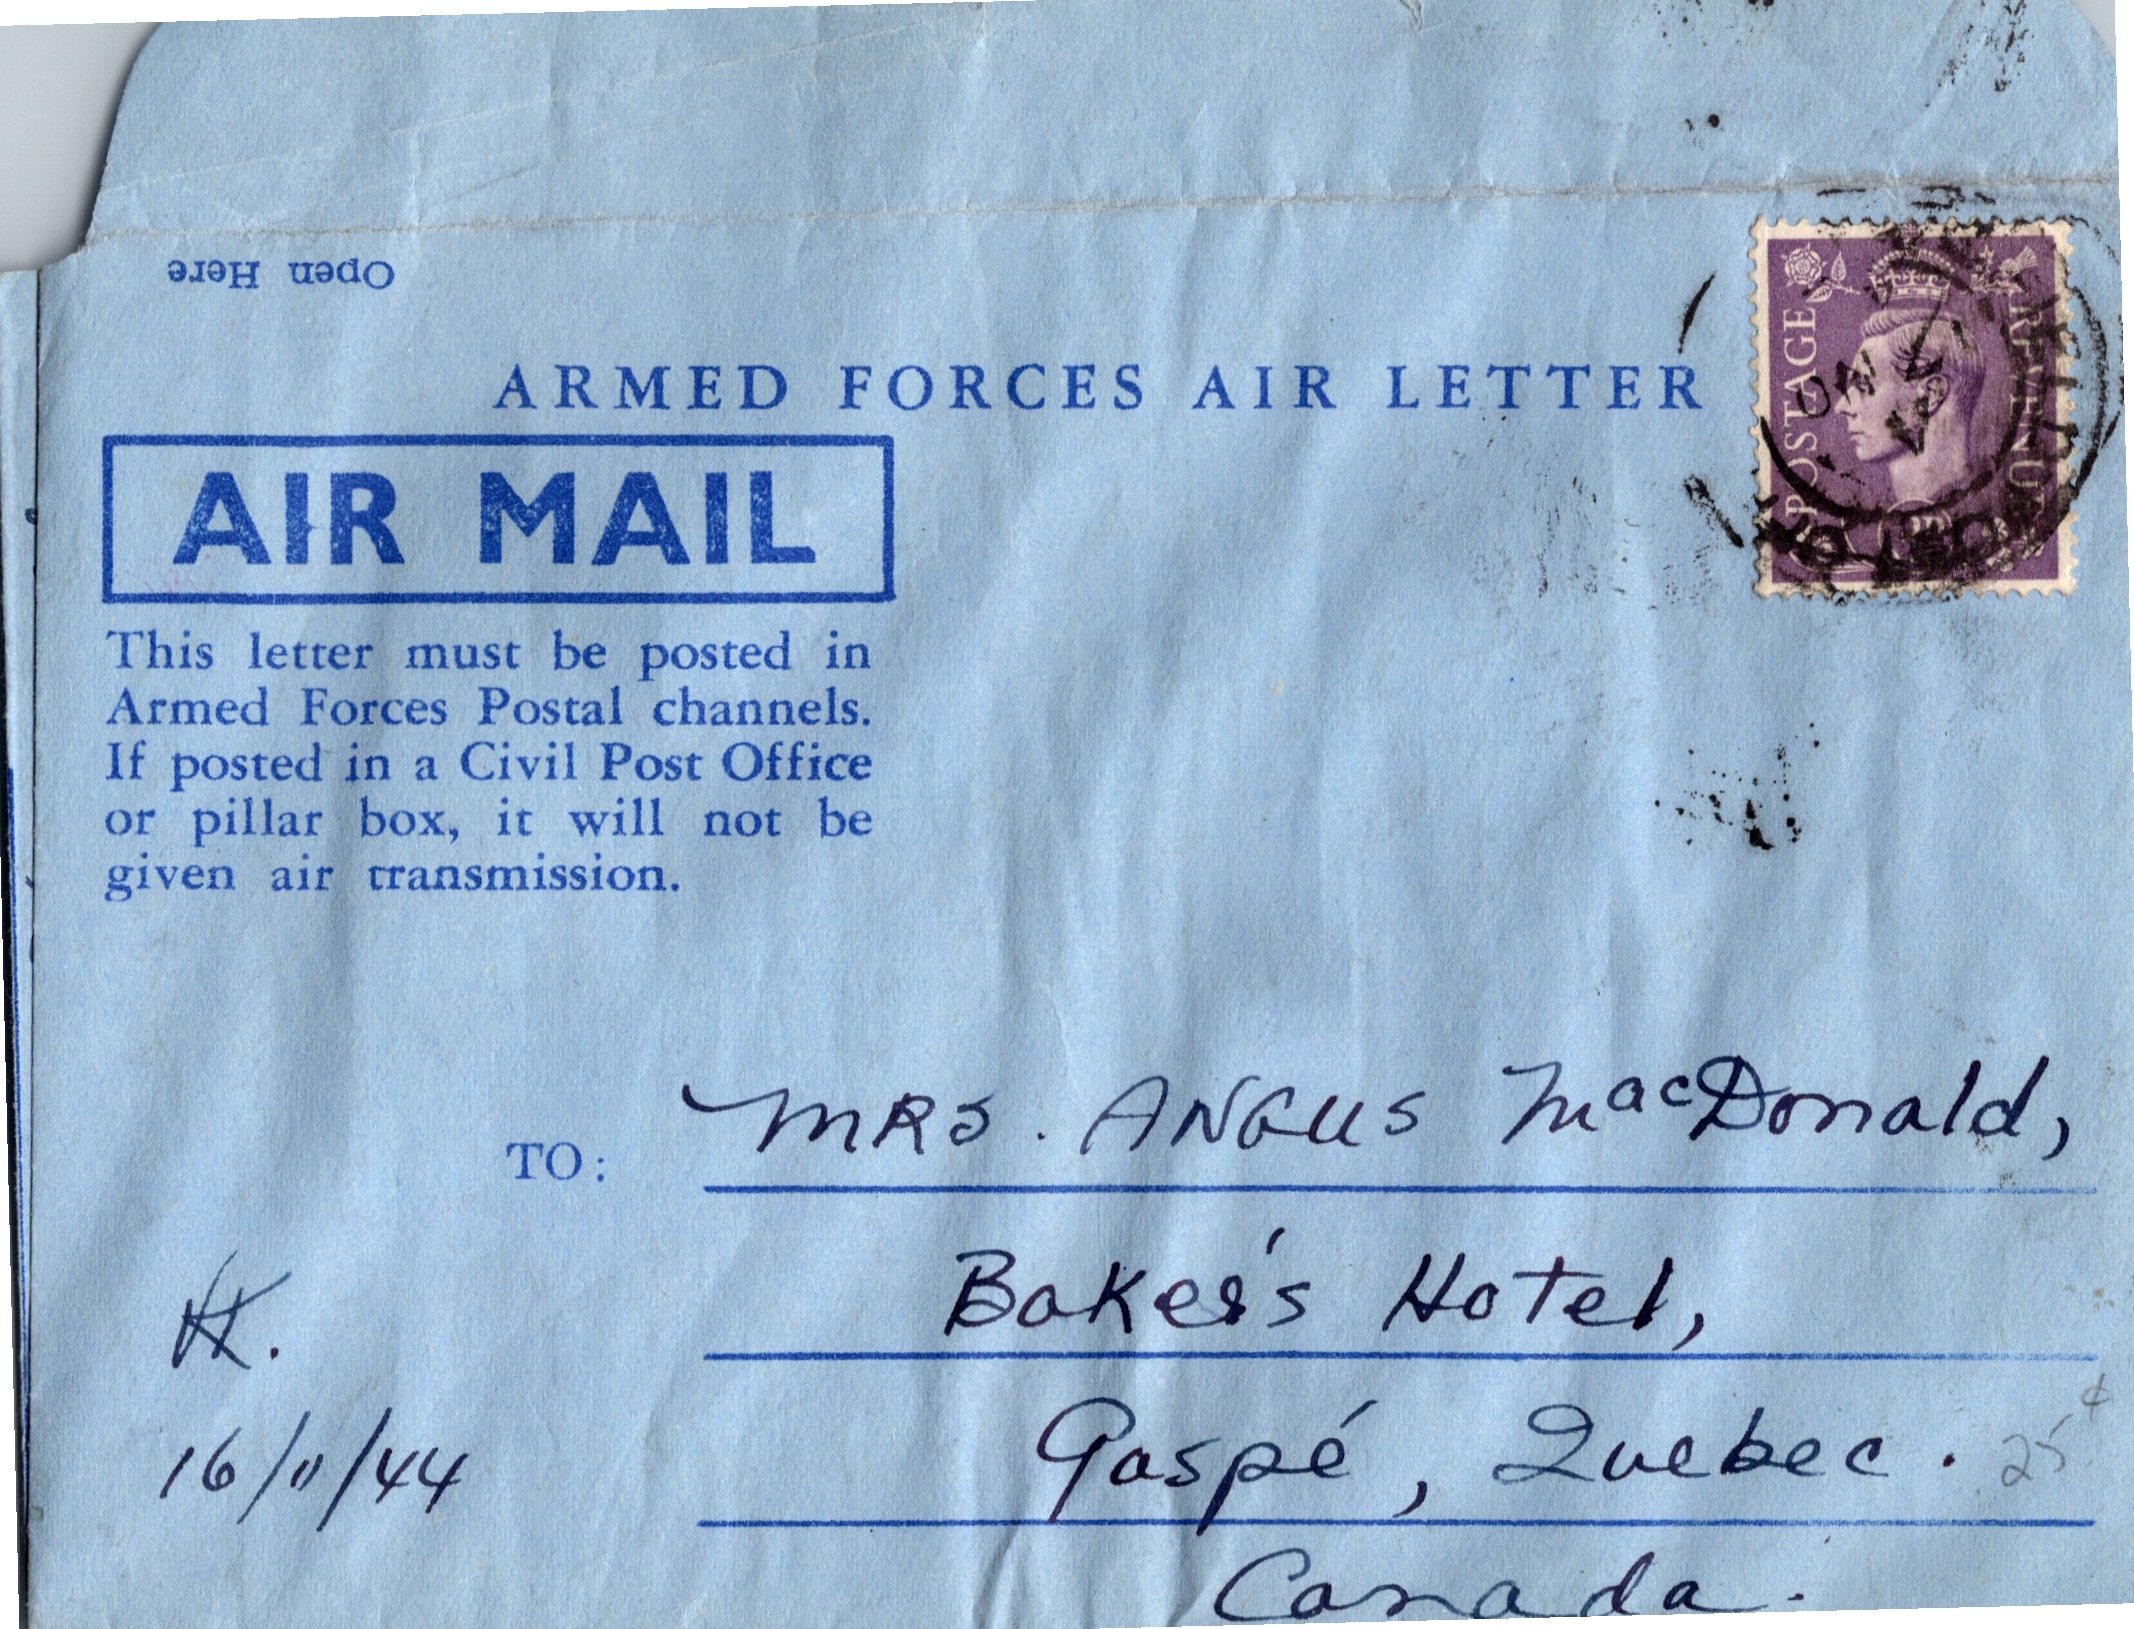 Open Here
ARMED FORCES AIR LETTER
POSTAGE
REVENUE
AIR MAIL
This letter must be posted in
Armed Forces Postal channels.
If posted in a Civil Post Office
or pillar box, it will not be
given air transmission.
TO:
MRS. ANGUS MacDonald,
Baker's Hotel,
Gaspé, Quebec.
Canada.
25¢
16/11/44